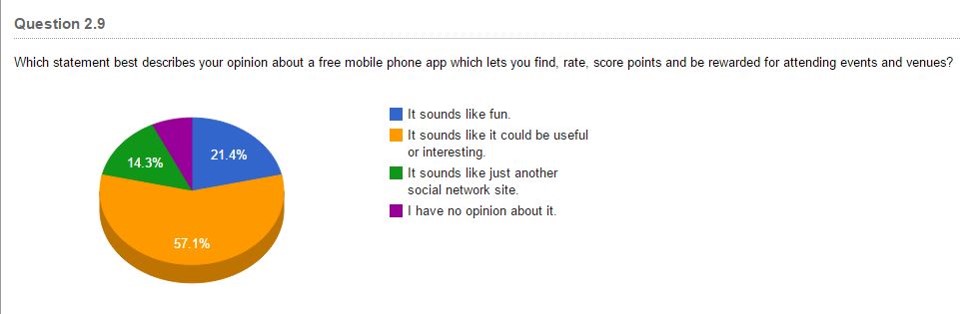 Question 2.9
Which statement best describes your opinion about a free mobile phone app which lets you find, rate, score points and be rewarded for attending events and venues?
It sounds like fun.
It sounds like it could be useful
or interesting.
It sounds like just another
social network site.
I have no opinion about it.
21.4%
14.3%
57.1%